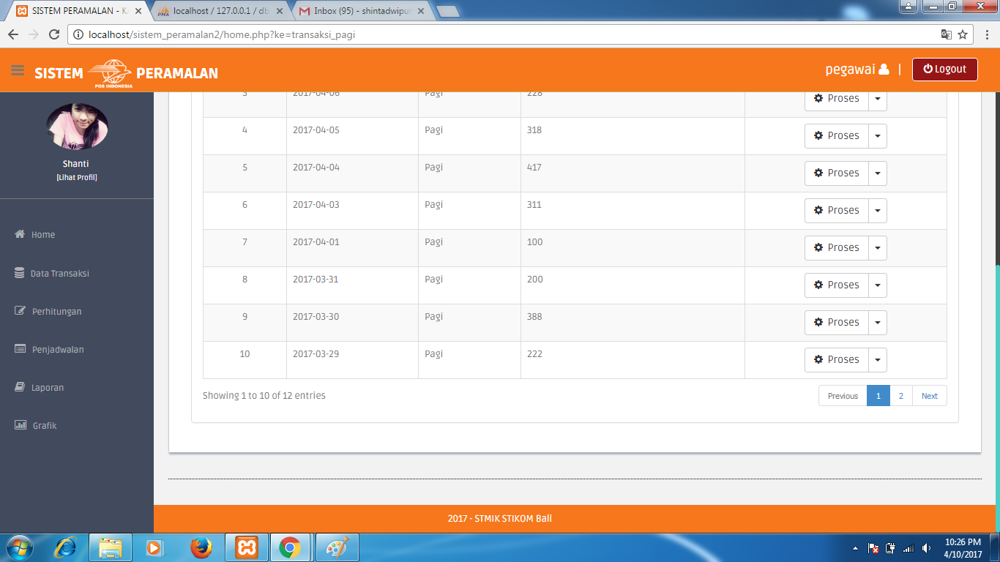 SISTEM PERAMALAN - Ka
localhost / 127.0.0.1 / db
Inbox (95) - shintadwipus
localhost/sistem_peramalan2/home.php?ke=transaksi_pagi
SISTEM POS INDONESIA PERAMALAN
pegawai | Logout
Shanti
[Lihat Profil]
Home
Data Transaksi
Perhitungan
Penjadwalan
Laporan
Grafik
3 2017-04-06 Pagi 228 Proses
4 2017-04-05 Pagi 318 Proses
5 2017-04-04 Pagi 417 Proses
6 2017-04-03 Pagi 311 Proses
7 2017-04-01 Pagi 100 Proses
8 2017-03-31 Pagi 200 Proses
9 2017-03-30 Pagi 388 Proses
10 2017-03-29 Pagi 222 Proses
Showing 1 to 10 of 12 entries
Previous 1 2 Next
2017 - STMIK STIKOM Bali
10:26 PM
4/10/2017